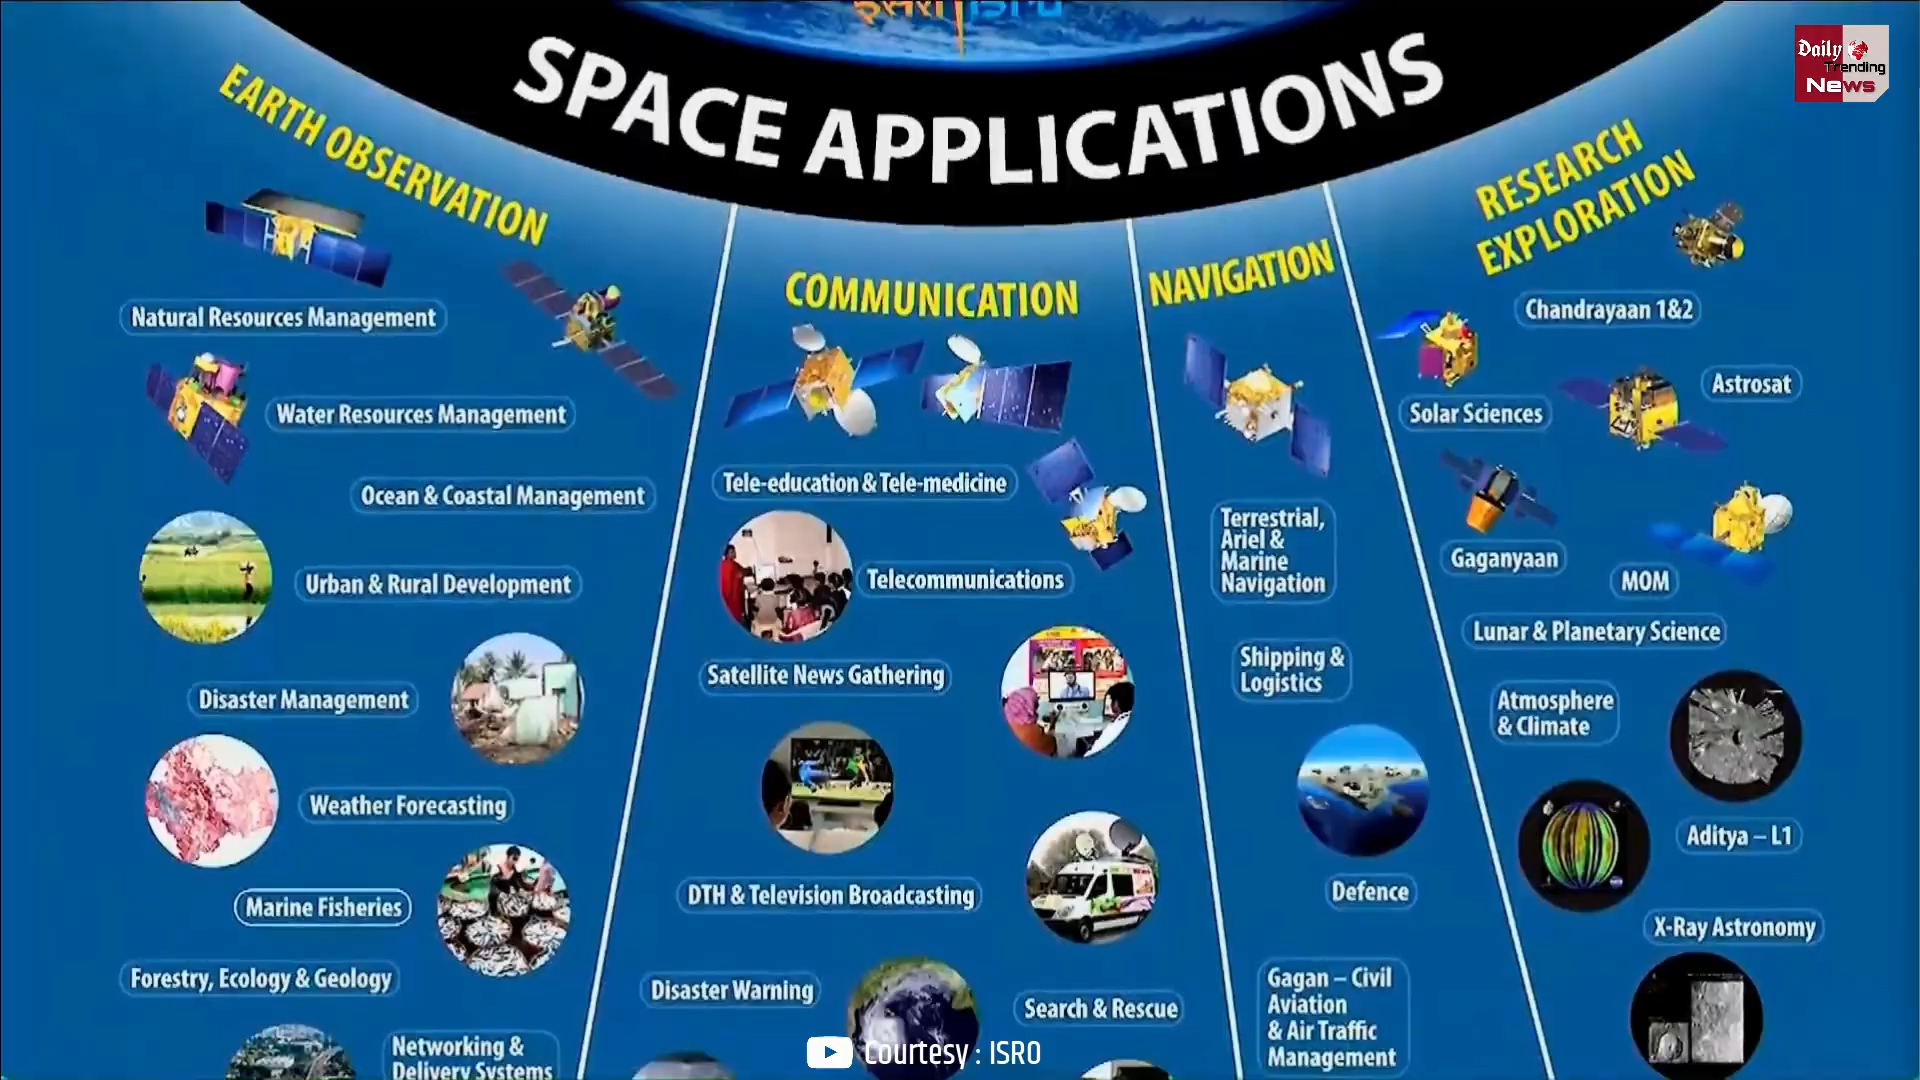 इसरो isro
SPACE APPLICATIONS
Daily
Trending
News
EARTH OBSERVATION
Natural Resources Management
Water Resources Management
Ocean & Coastal Management
Urban & Rural Development
Disaster Management
Weather Forecasting
Marine Fisheries
Forestry, Ecology & Geology
Networking &
Delivery Systems
COMMUNICATION
Tele-education & Tele-medicine
Telecommunications
Satellite News Gathering
DTH & Television Broadcasting
Disaster Warning
Search & Rescue
NAVIGATION
Terrestrial,
Ariel &
Marine
Navigation
Shipping &
Logistics
Defence
Gagan – Civil
Aviation
& Air Traffic
Management
RESEARCH
EXPLORATION
Chandrayaan 1&2
Astrosat
Solar Sciences
Gaganyaan
MOM
Lunar & Planetary Science
Atmosphere
& Climate
Aditya – L1
X-Ray Astronomy
Courtesy : ISRO